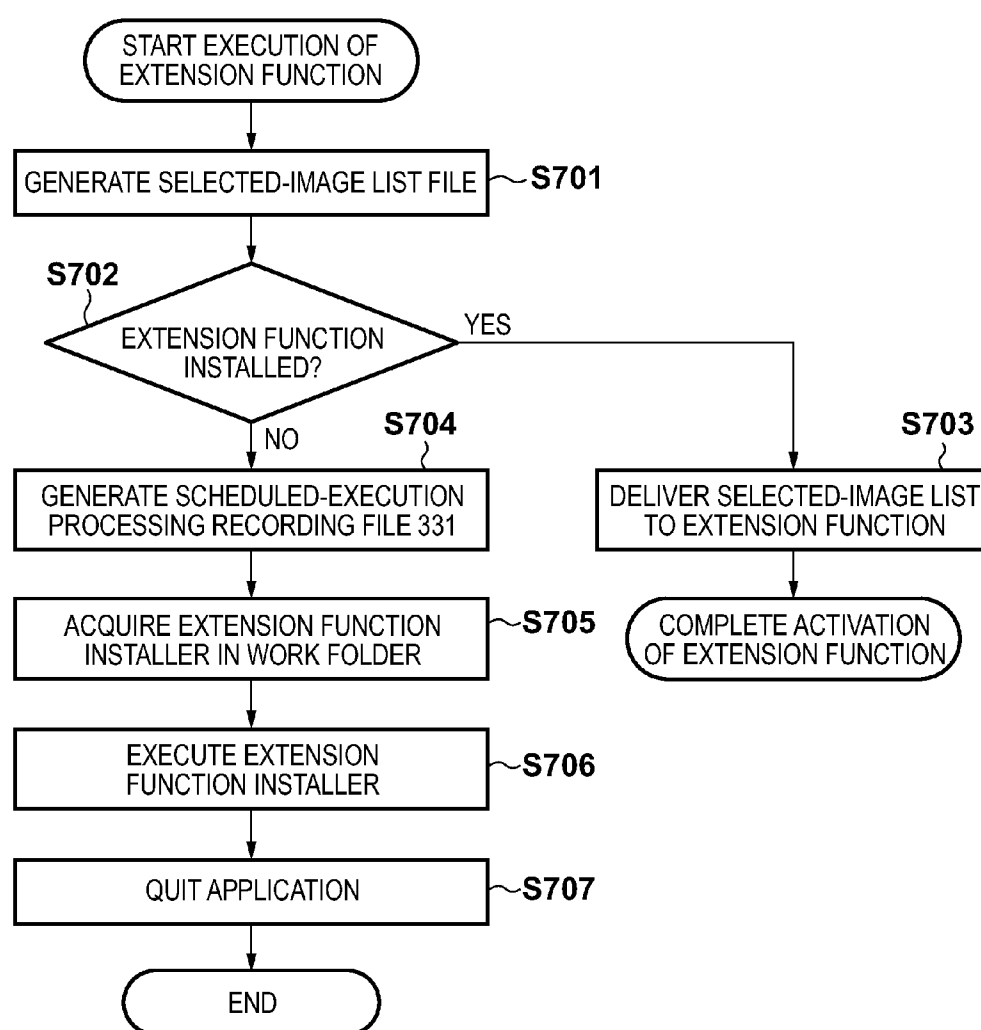 START EXECUTION OF
EXTENSION FUNCTION
GENERATE SELECTED-IMAGE LIST FILE
S701
S702
EXTENSION FUNCTION
INSTALLED?
YES
NO
S704
GENERATE SCHEDULED-EXECUTION
PROCESSING RECORDING FILE 331
S703
DELIVER SELECTED-IMAGE LIST
TO EXTENSION FUNCTION
ACQUIRE EXTENSION FUNCTION
INSTALLER IN WORK FOLDER
S705
COMPLETE ACTIVATION
OF EXTENSION FUNCTION
EXECUTE EXTENSION
FUNCTION INSTALLER
S706
QUIT APPLICATION
S707
END